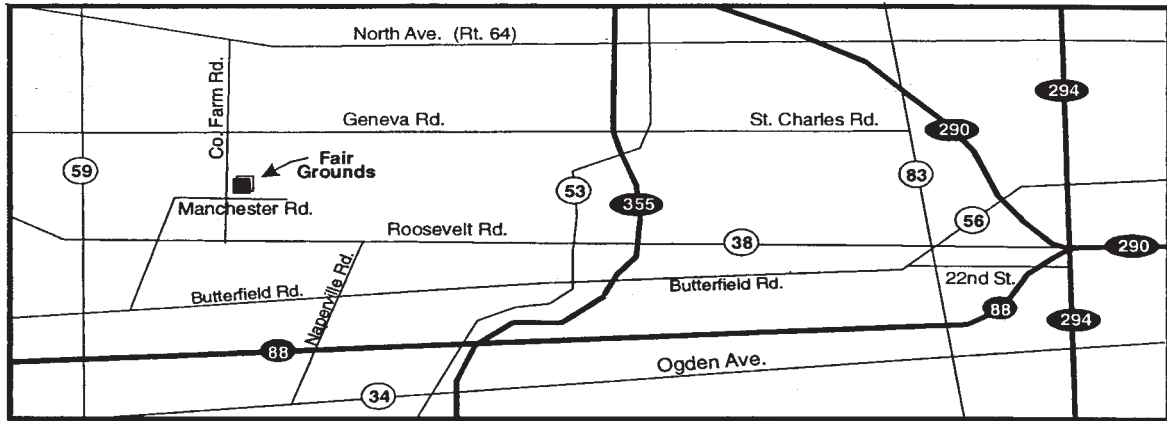 North Ave. (Rt. 64)
Co. Farm Rd.
294
Geneva Rd.
St. Charles Rd.
290
59
Fair
Grounds
53
83
Manchester Rd.
355
56
Roosevelt Rd.
38
290
Naperville Rd.
22nd St.
Butterfield Rd.
Butterfield Rd.
88
294
88
Ogden Ave.
34